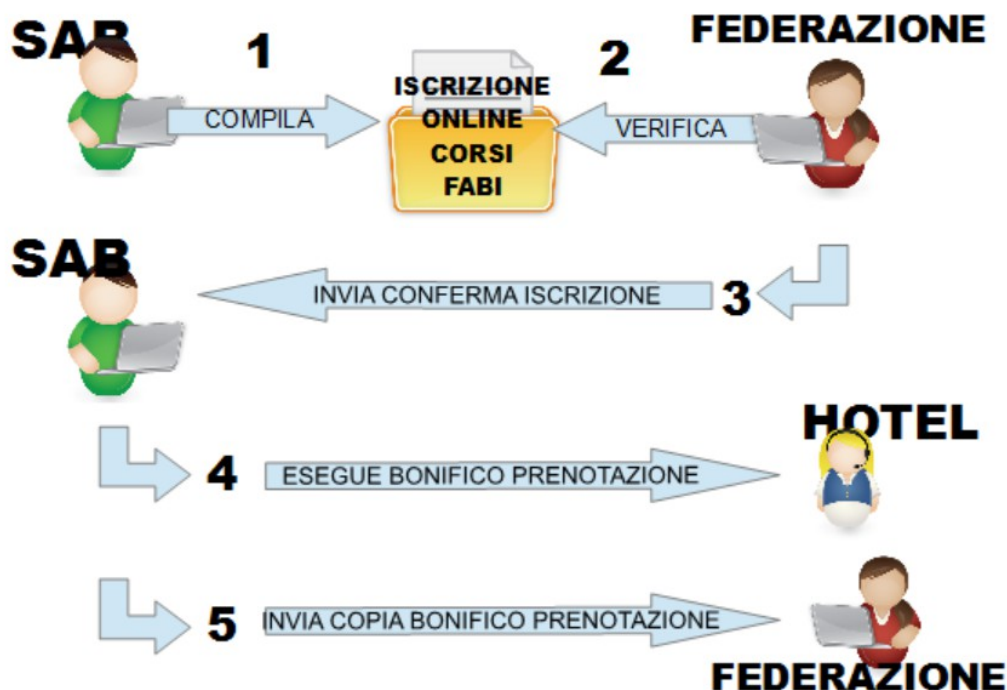 SAB
1
2
FEDERAZIONE
COMPILA
ISCRIZIONE
ONLINE
CORSI
FABI
VERIFICA
SAB
INVIA CONFERMA ISCRIZIONE
3
HOTEL
4
ESEGUE BONIFICO PRENOTAZIONE
5
INVIA COPIA BONIFICO PRENOTAZIONE
FEDERAZIONE